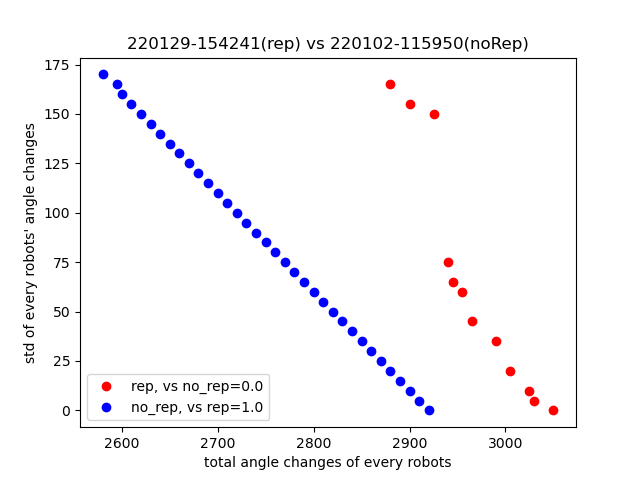 220129-154241(rep) vs 220102-115950(noRep)
175
150
125
100
75
50
25
0
std of every robots' angle changes
rep, vs no_rep=0.0
no_rep, vs rep=1.0
2600 2700 2800 2900 3000
total angle changes of every robots